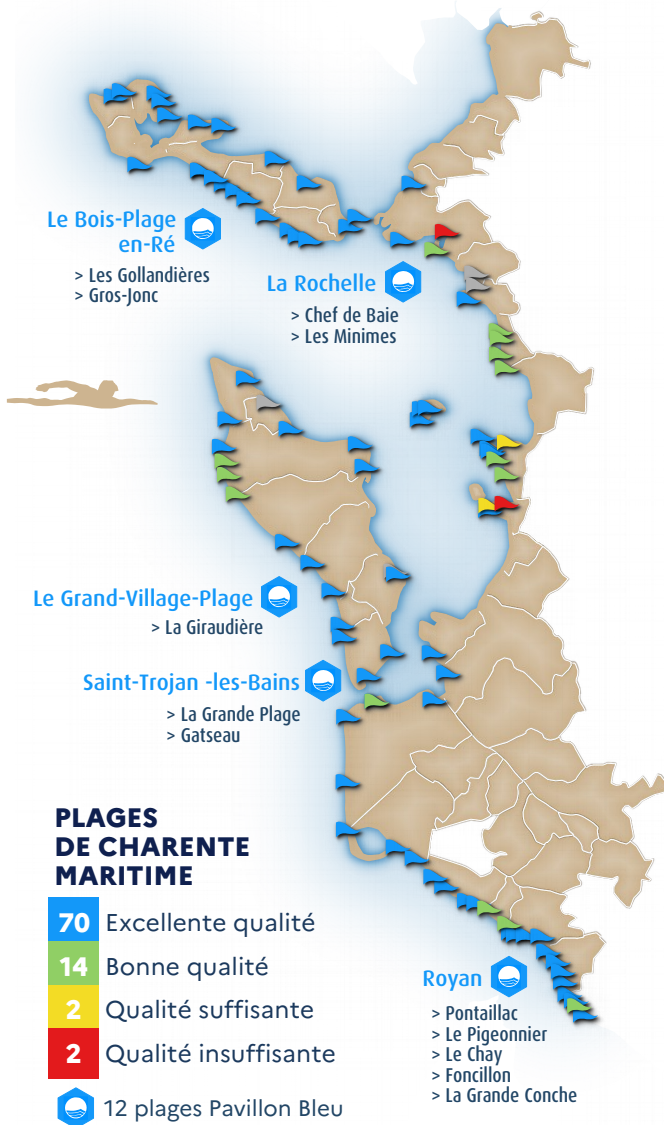 Le Bois-Plage
en-Ré
> Les Gollandières
> Gros-Jonc
La Rochelle
> Chef de Baie
> Les Minimes
Le Grand-Village-Plage
> La Giraudière
Saint-Trojan -les-Bains
> La Grande Plage
> Gatseau
PLAGES
DE CHARENTE
MARITIME
70 Excellente qualité
14 Bonne qualité
2 Qualité suffisante
2 Qualité insuffisante
12 plages Pavillon Bleu
Royan
> Pontaillac
> Le Pigeonnier
> Le Chay
> Foncillon
> La Grande Conche